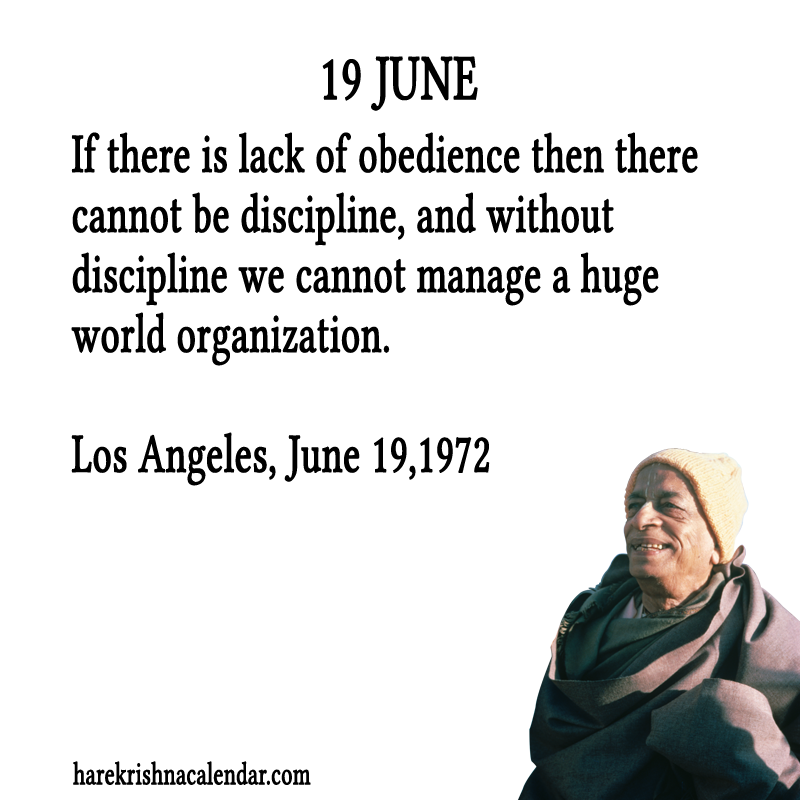 19 JUNE
If there is lack of obedience then there
cannot be discipline, and without
discipline we cannot manage a huge
world organization.
Los Angeles, June 19,1972
harekrishnacalendar.com